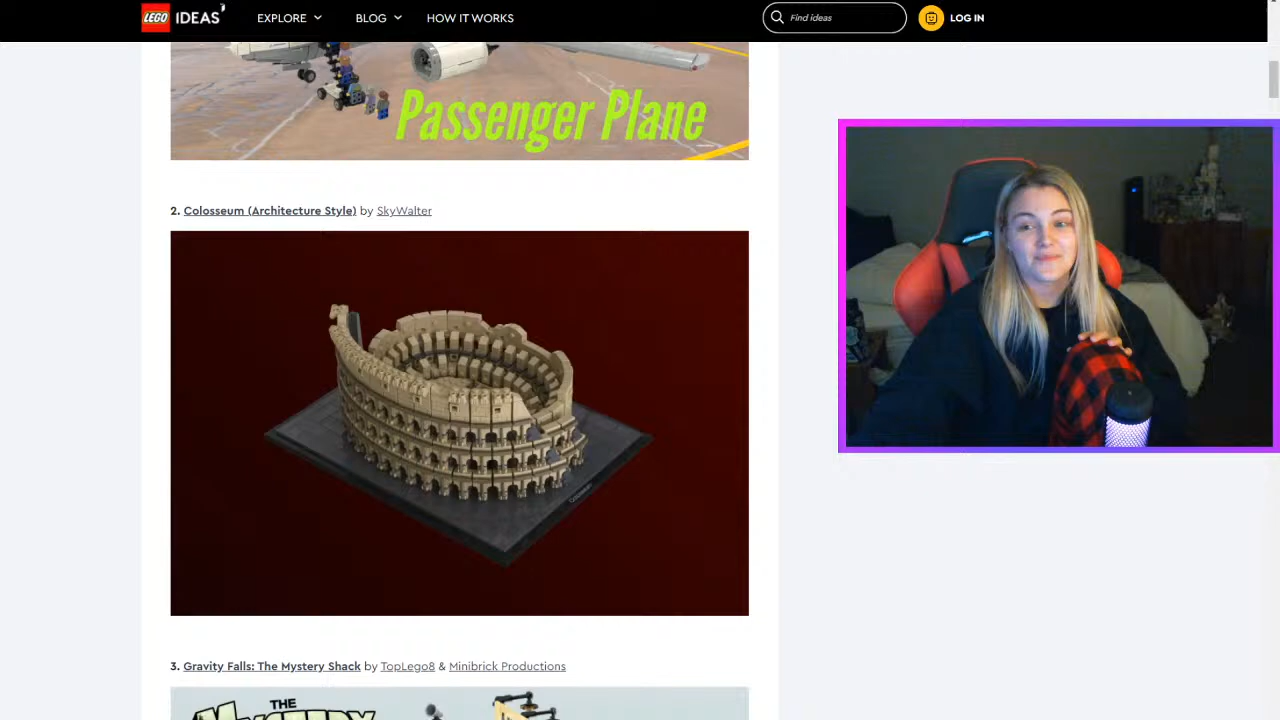 LEGO IDEAS EXPLORE BLOG HOW IT WORKS Find ideas LOG IN
Passenger Plane
2. Colosseum (Architecture Style) by SkyWalter
3. Gravity Falls: The Mystery Shack by TopLego8 & Minibrick Productions
THE
MYSTERY